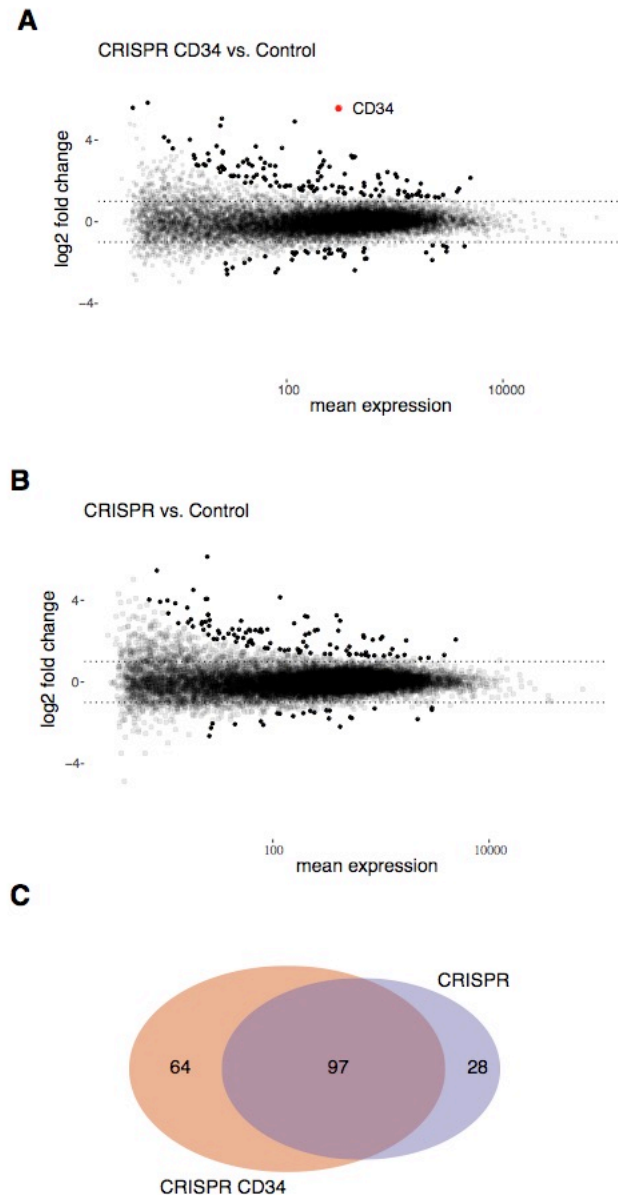 A
CRISPR CD34 vs. Control
CD34
4-
0-
−4-
log2 fold change
100
10000
mean expression
B
CRISPR vs. Control
4-
0-
−4-
log2 fold change
100
10000
mean expression
C
CRISPR
64
97
28
CRISPR CD34